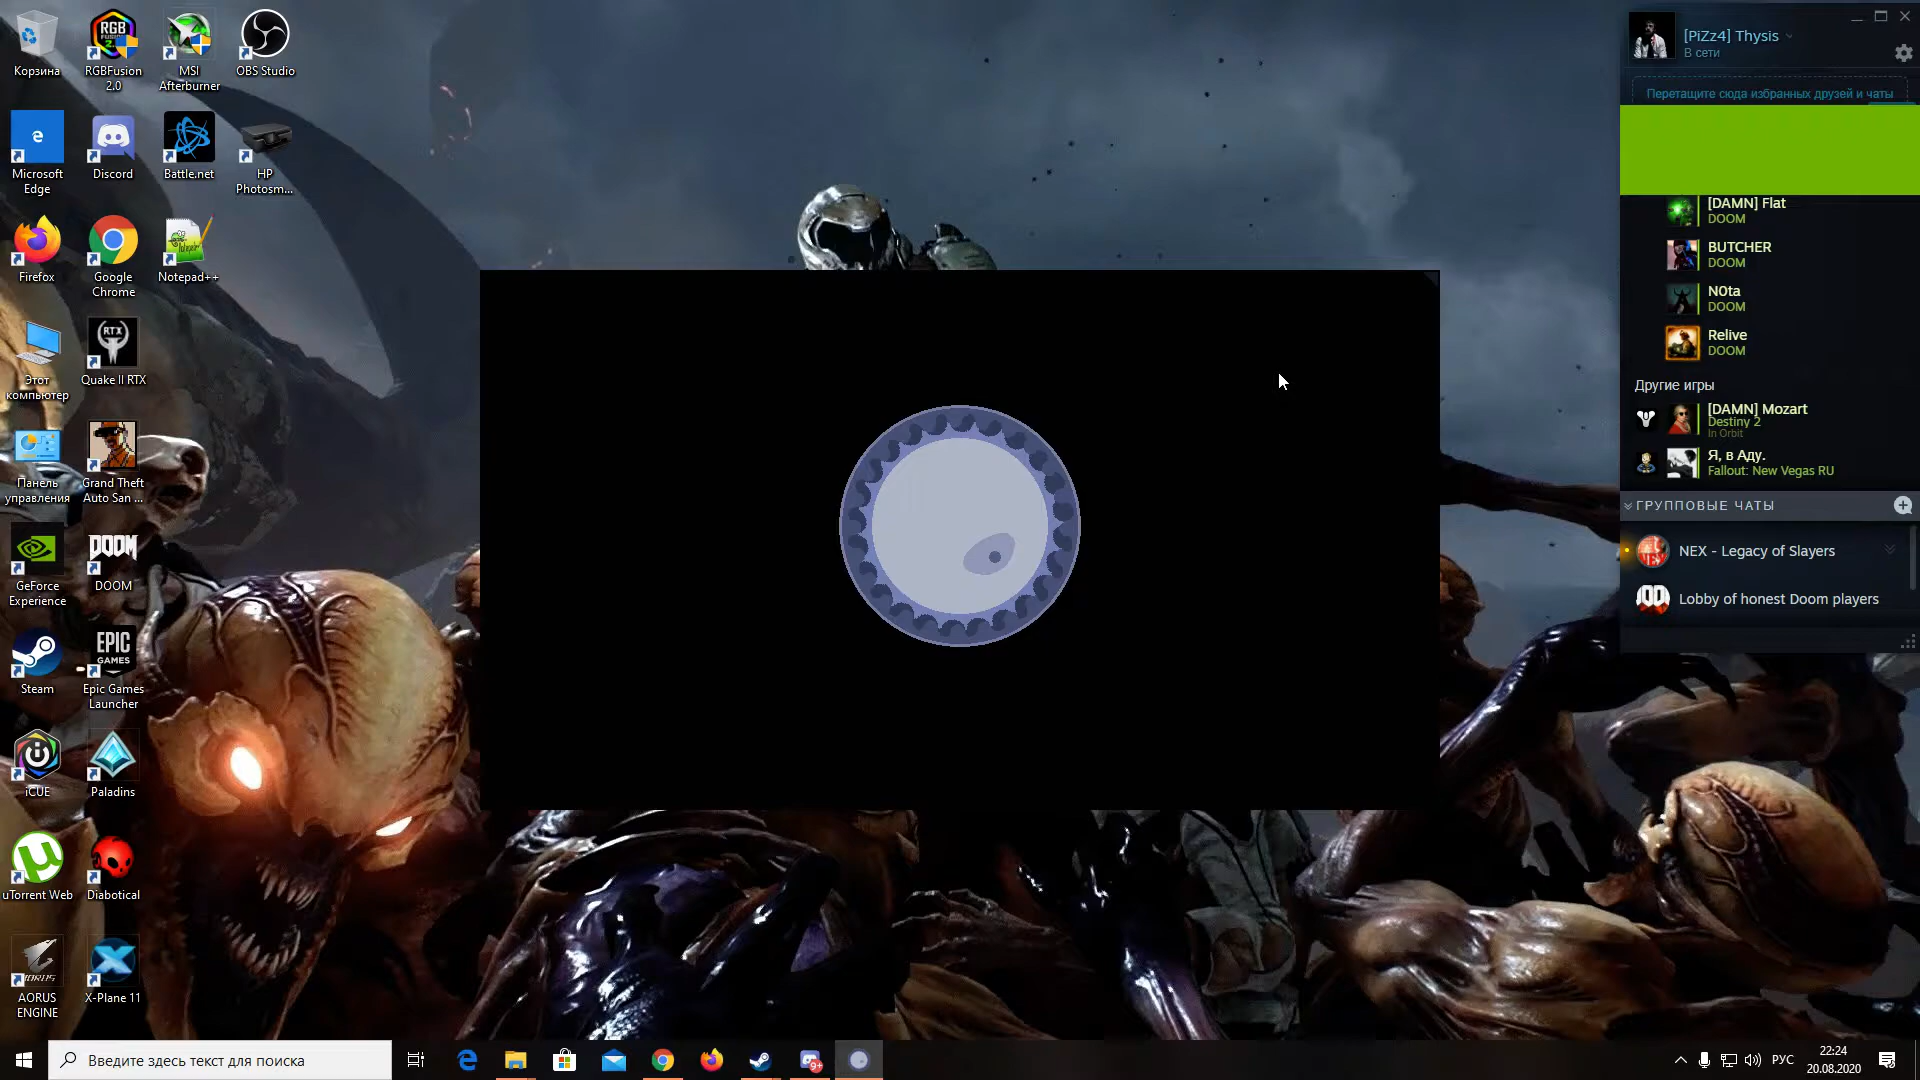 Корзина
RGBFusion
2.0
MSI
Afterburner
OBS Studio
Microsoft
Edge
Discord
Battle.net
HP
Photosm...
Firefox
Google
Chrome
Notepad++
Этот
компьютер
RTX
Quake II RTX
Панель
управления
Grand Theft
Auto San ...
GeForce
Experience
DOOM
DOOM
Steam
EPIC
GAMES
Epic Games
Launcher
iCUE
Paladins
uTorrent Web
Diabotical
AORUS
ENGINE
X-Plane 11
[PiZz4] Thysis
В сети
Перетащите сюда избранных друзей и чаты
[DAMN] Flat
DOOM
BUTCHER
DOOM
N0ta
DOOM
Relive
DOOM
Другие игры
[DAMN] Mozart
Destiny 2
In Orbit
Я, в Аду.
Fallout: New Vegas RU
ГРУППОВЫЕ ЧАТЫ
NEX - Legacy of Slayers
Lobby of honest Doom players
Введите здесь текст для поиска
9+
РУС
22:24
20.08.2020